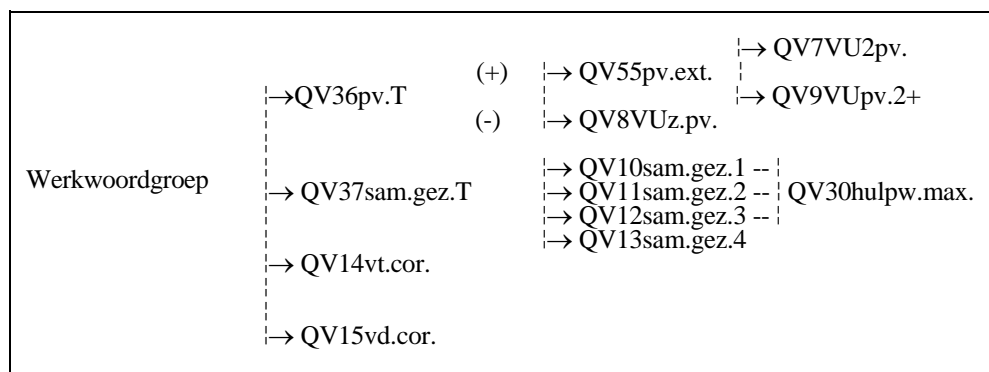 → QV7VU2pv.
(+) → QV55pv.ext.
→QV36pv.T → QV9VUpv.2+
(-) → QV8VUz.pv.
→ QV10sam.gez.1 --
Werkwoordgroep → QV37sam.gez.T → QV11sam.gez.2 -- QV30hulpw.max.
→ QV12sam.gez.3 --
→ QV13sam.gez.4
→ QV14vt.cor.
→ QV15vd.cor.